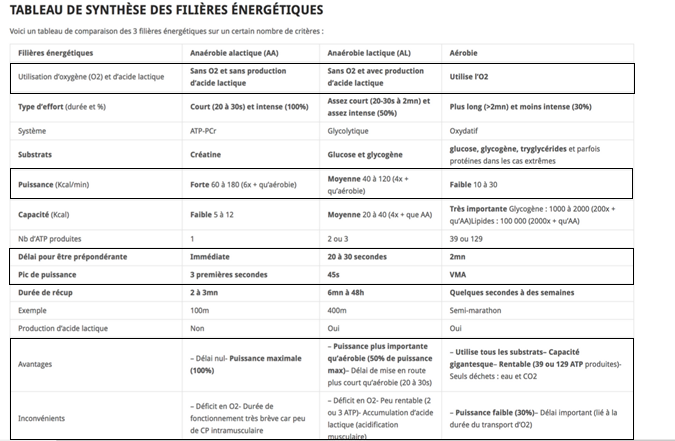 TABLEAU DE SYNTHÈSE DES FILIÈRES ÉNERGÉTIQUES
Voici un tableau de comparaison des 3 filières énergétiques sur un certain nombre de critères :
Filières énergétiques Anaérobie alactique (AA) Anaérobie lactique (AL) Aérobie
Utilisation d'oxygène (O2) et d'acide lactique Sans O2 et sans production Sans O2 et avec production Utilise l'O2
d'acide lactique d'acide lactique
Type d'effort (durée et %) Court (20 à 30s) et intense (100%) Assez court (20-30s à 2mn) et Plus long (>2mn) et moins intense (30%)
assez intense (50%)
Système ATP-PCr Glycolytique Oxydatif
Substrats Créatine Glucose et glycogène glucose, glycogène, tryglycérides et parfois
protéines dans les cas extrêmes
Puissance (Kcal/min) Forte 60 à 180 (6x + qu'aérobie) Moyenne 40 à 120 (4x + Faible 10 à 30
qu'aérobie)
Capacité (Kcal) Faible 5 à 12 Moyenne 20 à 40 (4x + que AA) Très importante Glycogène : 1000 à 2000 (200x +
qu'AA)Lipides : 100 000 (2000x + qu'AA)
Nb d'ATP produites 1 2 ou 3 39 ou 129
Délai pour être prépondérante Immédiate 20 à 30 secondes 2mn
Pic de puissance 3 premières secondes 45s VMA
Durée de récup 2 à 3mn 6mn à 48h Quelques secondes à des semaines
Exemple 100m 400m Semi-marathon
Production d'acide lactique Non Oui Oui
Avantages – Délai nul- Puissance maximale (100%) – Puissance plus importante qu'aérobie (50% de puissance max)– Délai de mise en route plus court qu'aérobie (20 à 30s) – Utilise tous les substrats– Capacité gigantesque– Rentable (39 ou 129 ATP produites)- Seuls déchets : eau et CO2
Inconvénients – Déficit en O2- Durée de fonctionnement très brève car peu de CP intramusculaire – Déficit en O2- Peu rentable (2 ou 3 ATP)- Accumulation d'acide lactique (acidification musculaire) – Puissance faible (30%)– Délai important (lié à la durée du transport d'O2)